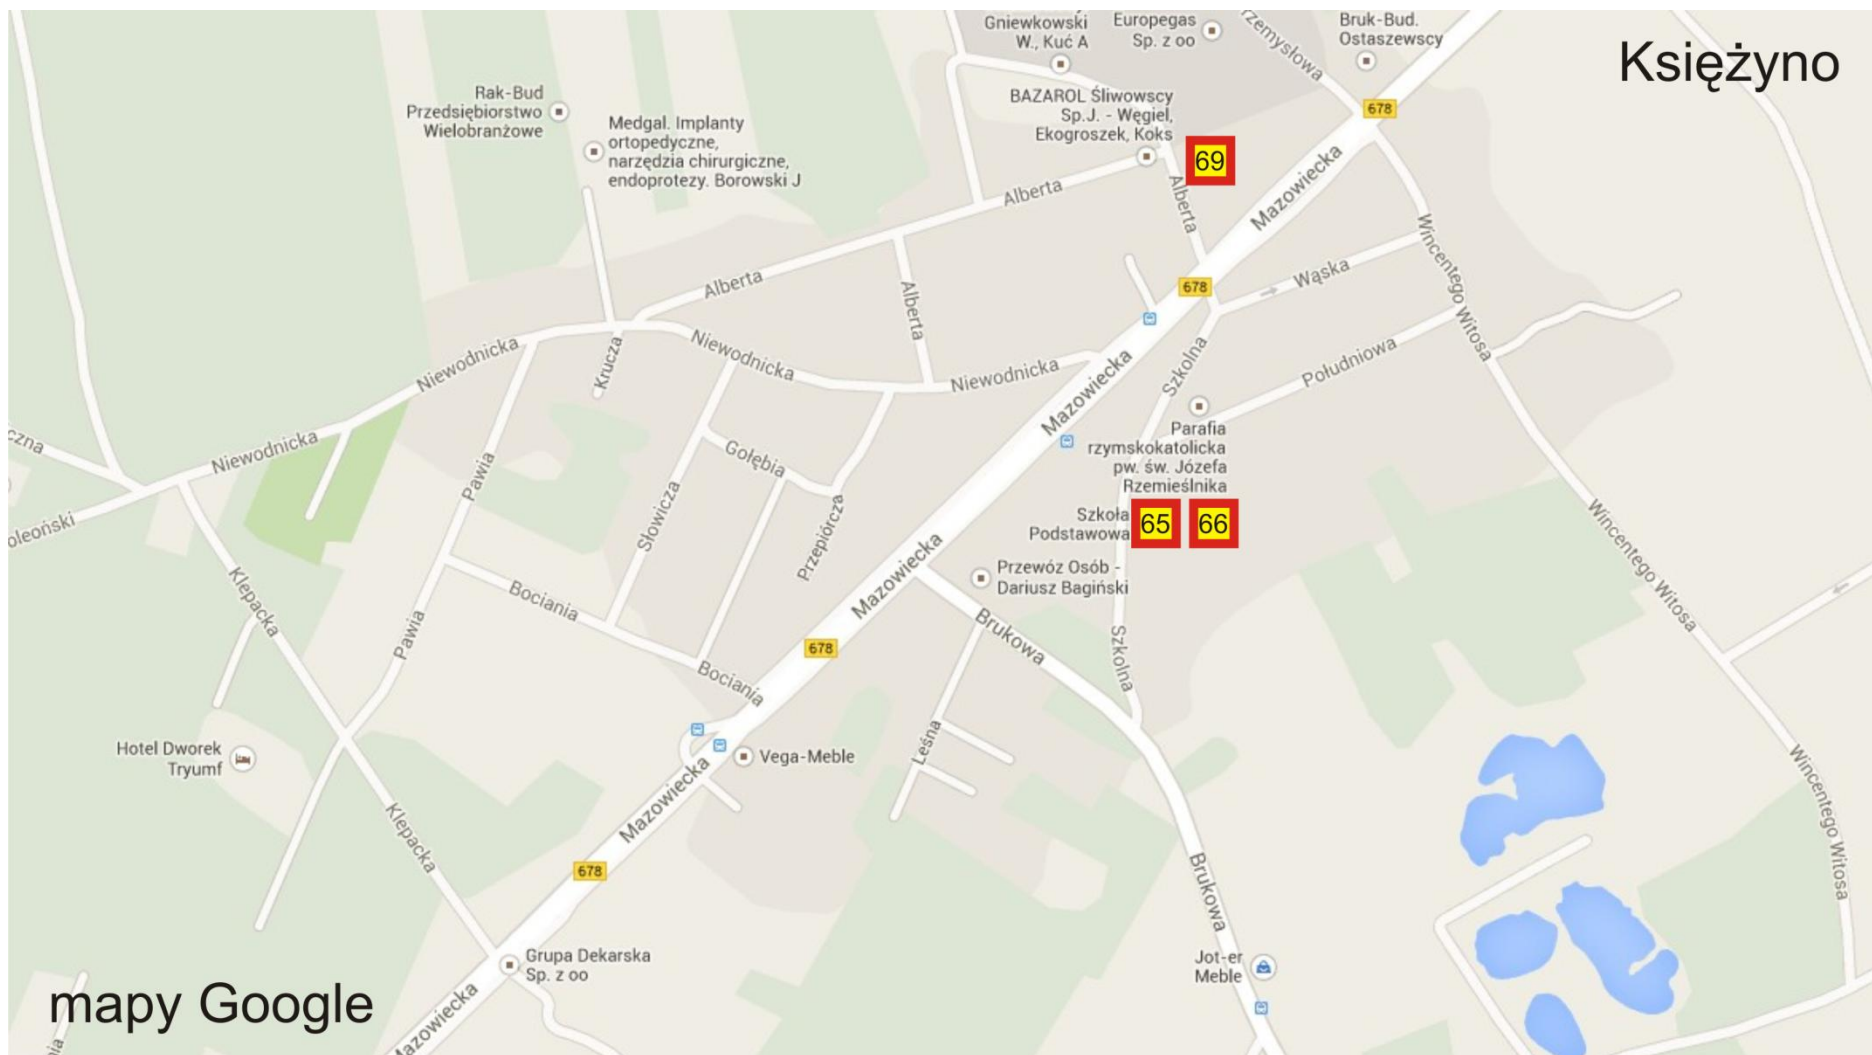 Gniewkowski
W., Kuć A
Europegas
Sp. z oo
Bruk-Bud.
Ostaszewscy
Księżyno
Rak-Bud
Przedsiębiorstwo
Wielobranżowe
Medgal. Implanty
ortopedyczne,
narzędzia chirurgiczne,
endoprotezy. Borowski J
BAZAROL Śliwowscy
Sp.J. - Węgiel,
Ekogroszek, Koks
678
69
Mazowiecka
Alberta
Alberta
Wincentego Witosa
Wąska
678
Alberta
Alberta
Niewodnicka
Krucza
Niewodnicka
Niewodnicka
Mazowiecka
Szkolna
Południowa
Niewodnicka
Pawia
Gołębia
Słowicza
Przepiórcza
Parafia
rzymskokatolicka
pw. św. Józefa
Rzemieślnika
Szkoła
Podstawowa
65
66
Wincentego Witosa
Przewóz Osób -
Dariusz Bagiński
Mazowiecka
Klepacka
Bociania
Pawia
Brukowa
Szkolna
678
Bociania
Hotel Dworek
Tryumf
Vega-Meble
Leśna
Wincentego Witosa
Mazowiecka
Klepacka
678
Brukowa
Grupa Dekarska
Sp. z oo
Jot-er
Meble
mapy Google